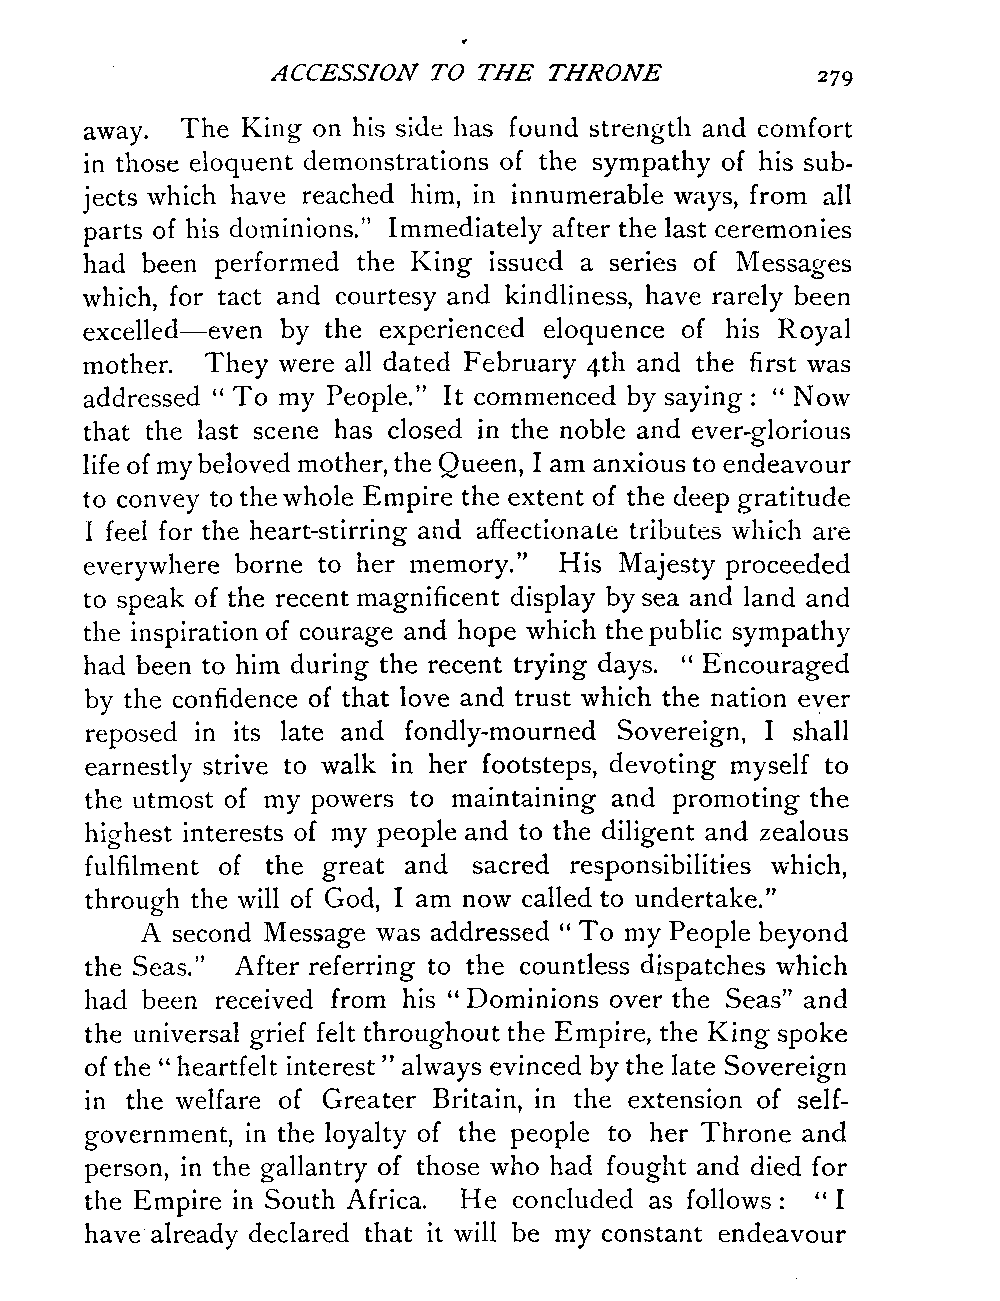 ACCESSION TO THE THRONE 279
away. The King on his side has found strength and comfort
in those eloquent demonstrations of the sympathy of his sub-
jects which have reached him, in innumerable ways, from all
parts of his dominions.” Immediately after the last ceremonies
had been performed the King issued a series of Messages
which, for tact and courtesy and kindliness, have rarely been
excelled—even by the experienced eloquence of his Royal
mother. They were all dated February 4th and the first was
addressed “ To my People.” It commenced by saying : “ Now
that the last scene has closed in the noble and ever-glorious
life of my beloved mother, the Queen, I am anxious to endeavour
to convey to the whole Empire the extent of the deep gratitude
I feel for the heart-stirring and affectionate tributes which are
everywhere borne to her memory.” His Majesty proceeded
to speak of the recent magnificent display by sea and land and
the inspiration of courage and hope which the public sympathy
had been to him during the recent trying days. “ Encouraged
by the confidence of that love and trust which the nation ever
reposed in its late and fondly-mourned Sovereign, I shall
earnestly strive to walk in her footsteps, devoting myself to
the utmost of my powers to maintaining and promoting the
highest interests of my people and to the diligent and zealous
fulfilment of the great and sacred responsibilities which,
through the will of God, I am now called to undertake.”
A second Message was addressed “ To my People beyond
the Seas.” After referring to the countless dispatches which
had been received from his “ Dominions over the Seas” and
the universal grief felt throughout the Empire, the King spoke
of the “ heartfelt interest ” always evinced by the late Sovereign
in the welfare of Greater Britain, in the extension of self-
government, in the loyalty of the people to her Throne and
person, in the gallantry of those who had fought and died for
the Empire in South Africa. He concluded as follows : “ I
have already declared that it will be my constant endeavour